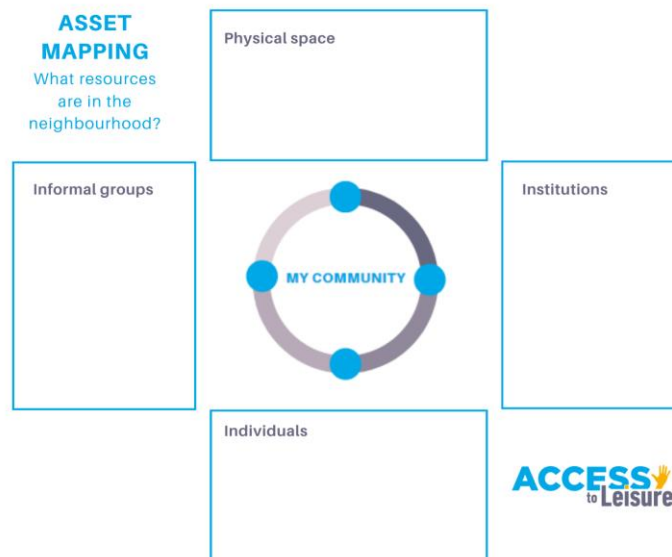 ASSET
MAPPING
What resources
are in the
neighbourhood?
Physical space
Informal groups
Institutions
MY COMMUNITY
Individuals
ACCESS
to Leisure